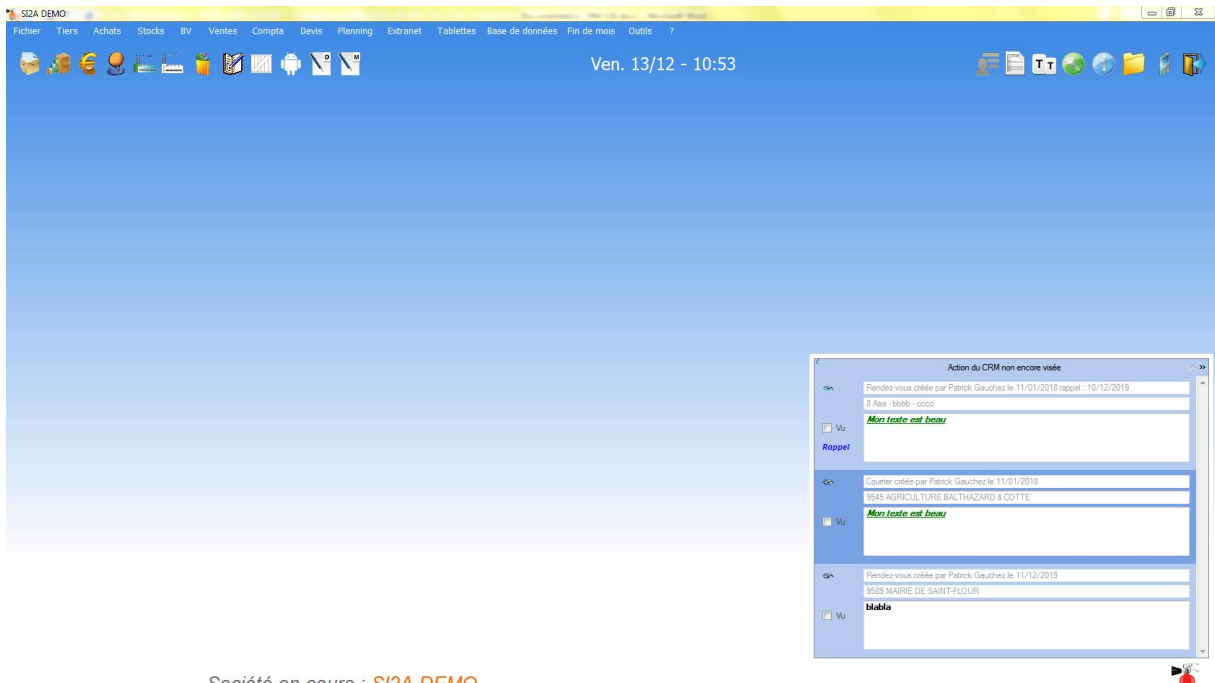 SI2A DEMO
Fichier Tiers Achats Stocks BV Ventes Compta Devis Planning Extranet Tablettes Base de données Fin de mois Outils ?
Ven. 13/12 - 10:53
Action du CRM non encore visée
Rendez-vous créée par Patrick Gauchez le 11/01/2018 rappel : 10/12/2019
8 Aaa - bbbb - cccc
Vu
Mon texte est beau
Rappel
Courrier créée par Patrick Gauchez le 11/01/2018
9545 AGRICULTURE BALTHAZARD & COTTE
Vu
Mon texte est beau
Rendez-vous créée par Patrick Gauchez le 11/12/2019
9589 MAIRIE DE SAINT-FLOUR
Vu
blabla
Société en cours : SI2A DEMO